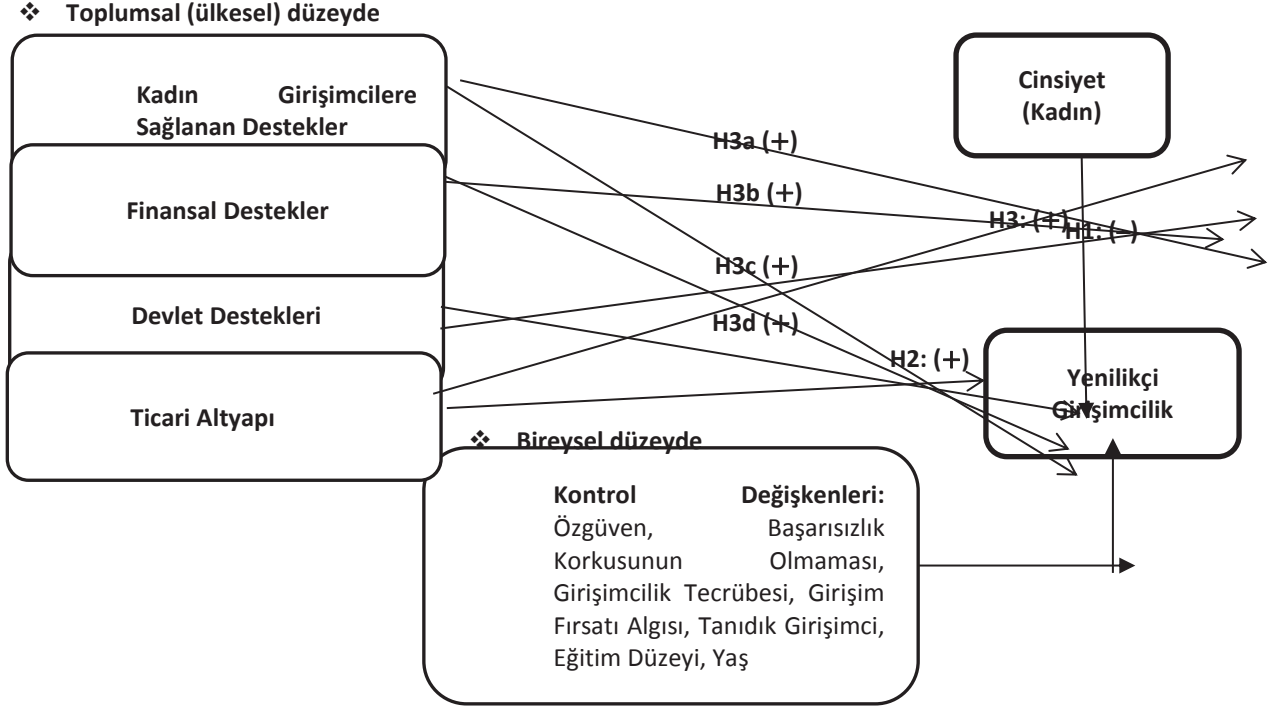 ❖ Toplumsal (ülkesel) düzeyde
Kadın Girişimcilere
Sağlanan Destekler
Finansal Destekler
Devlet Destekleri
Ticari Altyapı
Cinsiyet
(Kadın)
H3a (+)
H3b (+)
H3: (+)
H1: (-)
H3c (+)
H3d (+)
H2: (+)
Yenilikçi
Girişimcilik
❖ Bireysel düzeyde
Kontrol Değişkenleri:
Özgüven, Başarısızlık
Korkusunun Olmaması,
Girişimcilik Tecrübesi, Girişim
Fırsatı Algısı, Tanıdık Girişimci,
Eğitim Düzeyi, Yaş